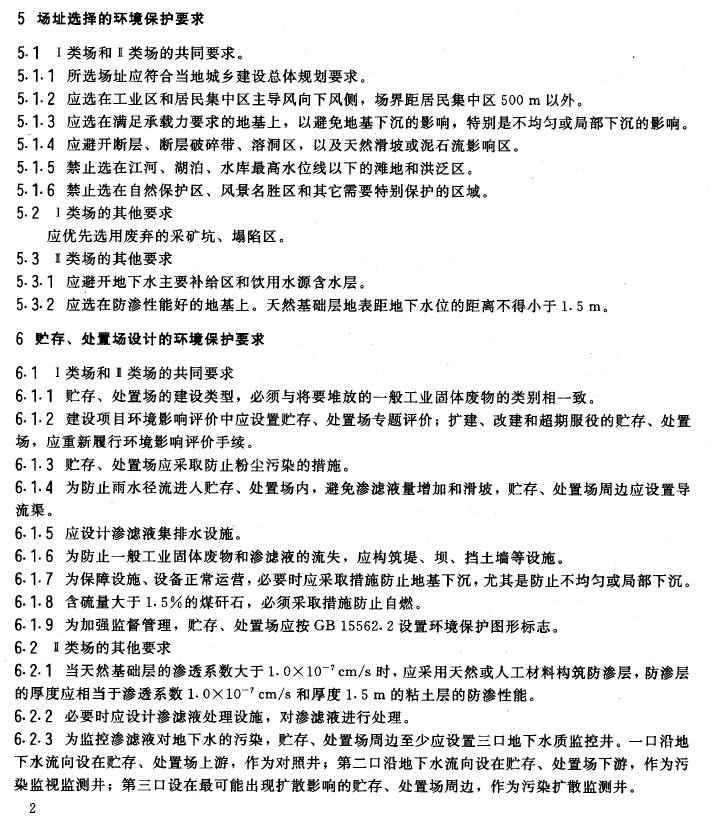 5 场址选择的环境保护要求
5.1 Ⅰ类场和Ⅱ类场的共同要求。
5.1.1 所选场址应符合当地城乡建设总体规划要求。
5.1.2 应选在工业区和居民集中区主导风向下风侧，场界距居民集中区 500 m 以外。
5.1.3 应选在满足承载力要求的地基上，以避免地基下沉的影响，特别是不均匀或局部下沉的影响。
5.1.4 应避开断层、断层破碎带、溶洞区，以及天然滑坡或泥石流影响区。
5.1.5 禁止选在江河、湖泊、水库最高水位线以下的滩地和洪泛区。
5.1.6 禁止选在自然保护区、风景名胜区和其它需要特别保护的区域。
5.2 Ⅰ类场的其他要求
应优先选用废弃的采矿坑、塌陷区。
5.3 Ⅱ类场的其他要求
5.3.1 应避开地下水主要补给区和饮用水源含水层。
5.3.2 应选在防渗性能好的地基上。天然基础层地表距地下水位的距离不得小于 1.5 m。
6 贮存、处置场设计的环境保护要求
6.1 Ⅰ类场和Ⅱ类场的共同要求
6.1.1 贮存、处置场的建设类型，必须与将要堆放的一般工业固体废物的类别相一致。
6.1.2 建设项目环境影响评价中应设置贮存、处置场专题评价；扩建、改建和超期服役的贮存、处置
场，应重新履行环境影响评价手续。
6.1.3 贮存、处置场应采取防止粉尘污染的措施。
6.1.4 为防止雨水径流进人贮存、处置场内，避免渗滤液量增加和滑坡，贮存、处置场周边应设置导
流渠。
6.1.5 应设计渗滤液集排水设施。
6.1.6 为防止一般工业固体废物和渗滤液的流失，应构筑堤、坝、挡土墙等设施。
6.1.7 为保障设施、设备正常运营，必要时应采取措施防止地基下沉，尤其是防止不均匀或局部下沉。
6.1.8 含硫量大于 1.5%的煤矸石，必须采取措施防止自燃。
6.1.9 为加强监督管理，贮存、处置场应按 GB 15562.2 设置环境保护图形标志。
6.2 Ⅱ类场的其他要求
6.2.1 当天然基础层的渗透系数大于 1.0×10⁻⁷ cm/s 时，应采用天然或人工材料构筑防渗层，防渗层
的厚度应相当于渗透系数 1.0×10⁻⁷ cm/s 和厚度 1.5 m 的粘土层的防渗性能。
6.2.2 必要时应设计渗滤液处理设施，对渗滤液进行处理。
6.2.3 为监控渗滤液对地下水的污染，贮存、处置场周边至少应设置三口地下水质监控井。一口沿地
下水流向设在贮存、处置场上游，作为对照井；第二口沿地下水流向设在贮存、处置场下游，作为污
染监视监测井；第三口设在最可能出现扩散影响的贮存、处置场周边，作为污染扩散监测井。
2